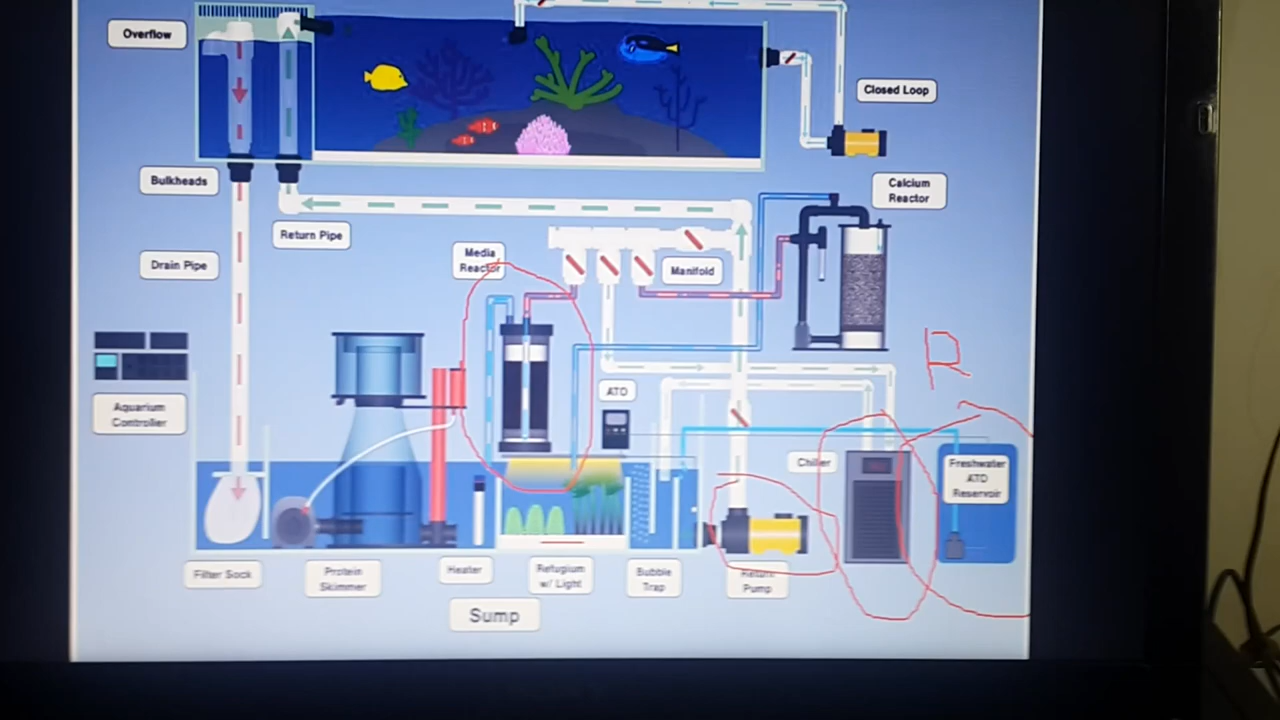 Overflow
Closed Loop
Bulkheads
Calcium
Reactor
Return Pipe
Media
Reactor
Drain Pipe
Manifold
R
ATO
Aquarium
Controller
Chiller
Freshwater
ATO
Reservoir
Filter Sock
Protein
Skimmer
Heater
Refugium
w/ Light
Bubble
Trap
Return
Pump
Sump